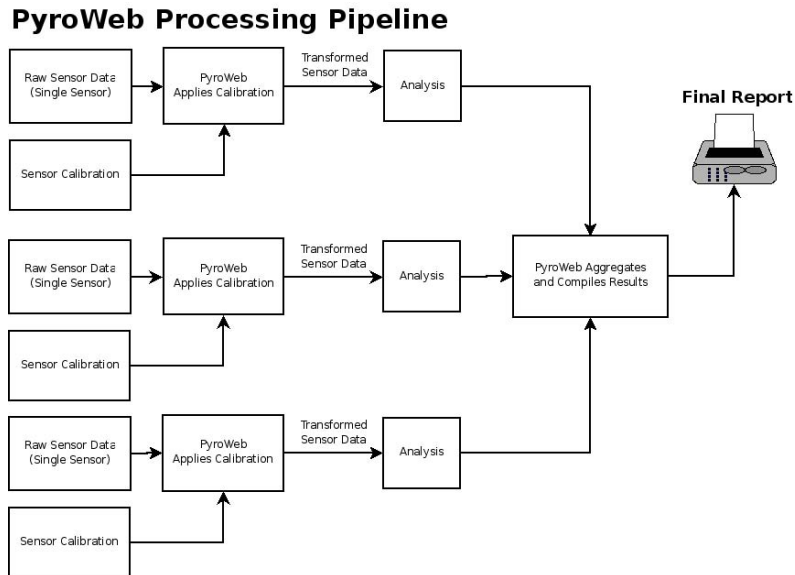 PyroWeb Processing Pipeline
Raw Sensor Data
(Single Sensor)
PyroWeb
Applies Calibration
Transformed
Sensor Data
Analysis
Sensor Calibration
Final Report
Raw Sensor Data
(Single Sensor)
PyroWeb
Applies Calibration
Transformed
Sensor Data
Analysis
PyroWeb Aggregates
and Compiles Results
Sensor Calibration
Raw Sensor Data
(Single Sensor)
PyroWeb
Applies Calibration
Transformed
Sensor Data
Analysis
Sensor Calibration